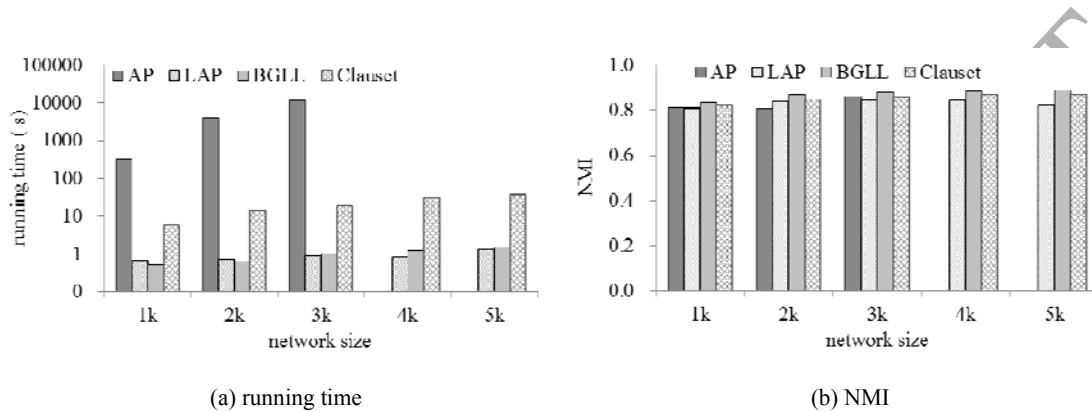 AP LAP BGLL Clauset
100000
10000
1000
100
10
1
0
running time (s)
1k 2k 3k 4k 5k
network size
(a) running time
AP LAP BGLL Clauset
1.0
0.8
0.6
0.4
0.2
0.0
NMI
1k 2k 3k 4k 5k
network size
(b) NMI